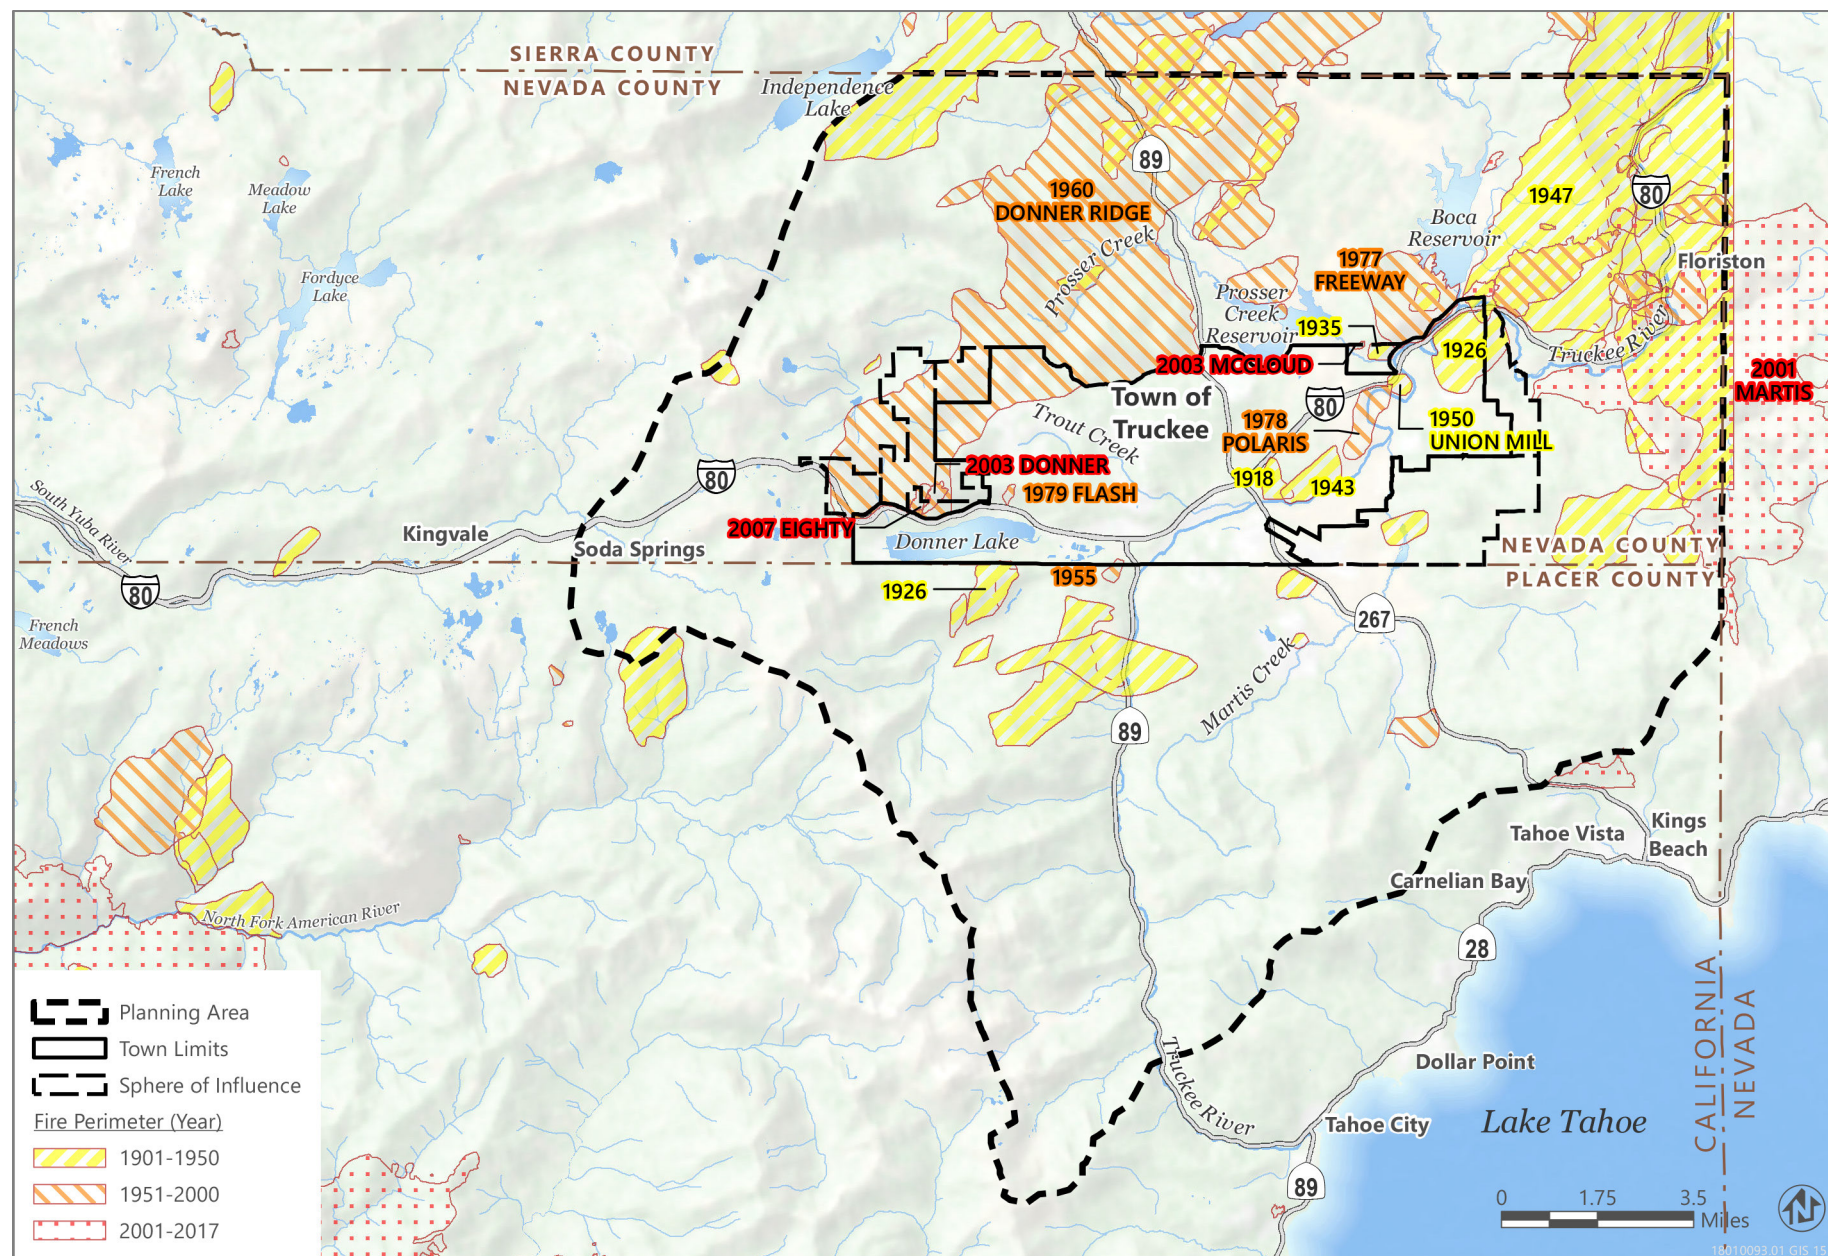 SIERRA COUNTY
NEVADA COUNTY
Independence
Lake
89
French
Lake
Meadow
Lake
1960
DONNER RIDGE
1947
80
Boca
Reservoir
Prosser Creek
Fordyce
Lake
1977
FREEWAY
Floriston
Prosser
Creek
Reservoir
1935
1926
Truckee River
2003 MCCLOUD
2001
MARTIS
Town of
Truckee
80
Trout Creek
1978
POLARIS
1950
UNION MILL
80
2003 DONNER
1979 FLASH
1918
1943
South Yuba River
Kingvale
2007 EIGHTY
Soda Springs
Donner Lake
NEVADA COUNTY
PLACER COUNTY
80
1926
1955
French
Meadows
267
Martis Creek
89
Tahoe Vista
Kings
Beach
Carnelian Bay
North Fork American River
28
CALIFORNIA
NEVADA
Truckee River
Dollar Point
Tahoe City
Lake Tahoe
89
Planning Area
Town Limits
Sphere of Influence
Fire Perimeter (Year)
1901-1950
1951-2000
2001-2017
0 1.75 3.5
Miles
N
18010093.01 GIS 15